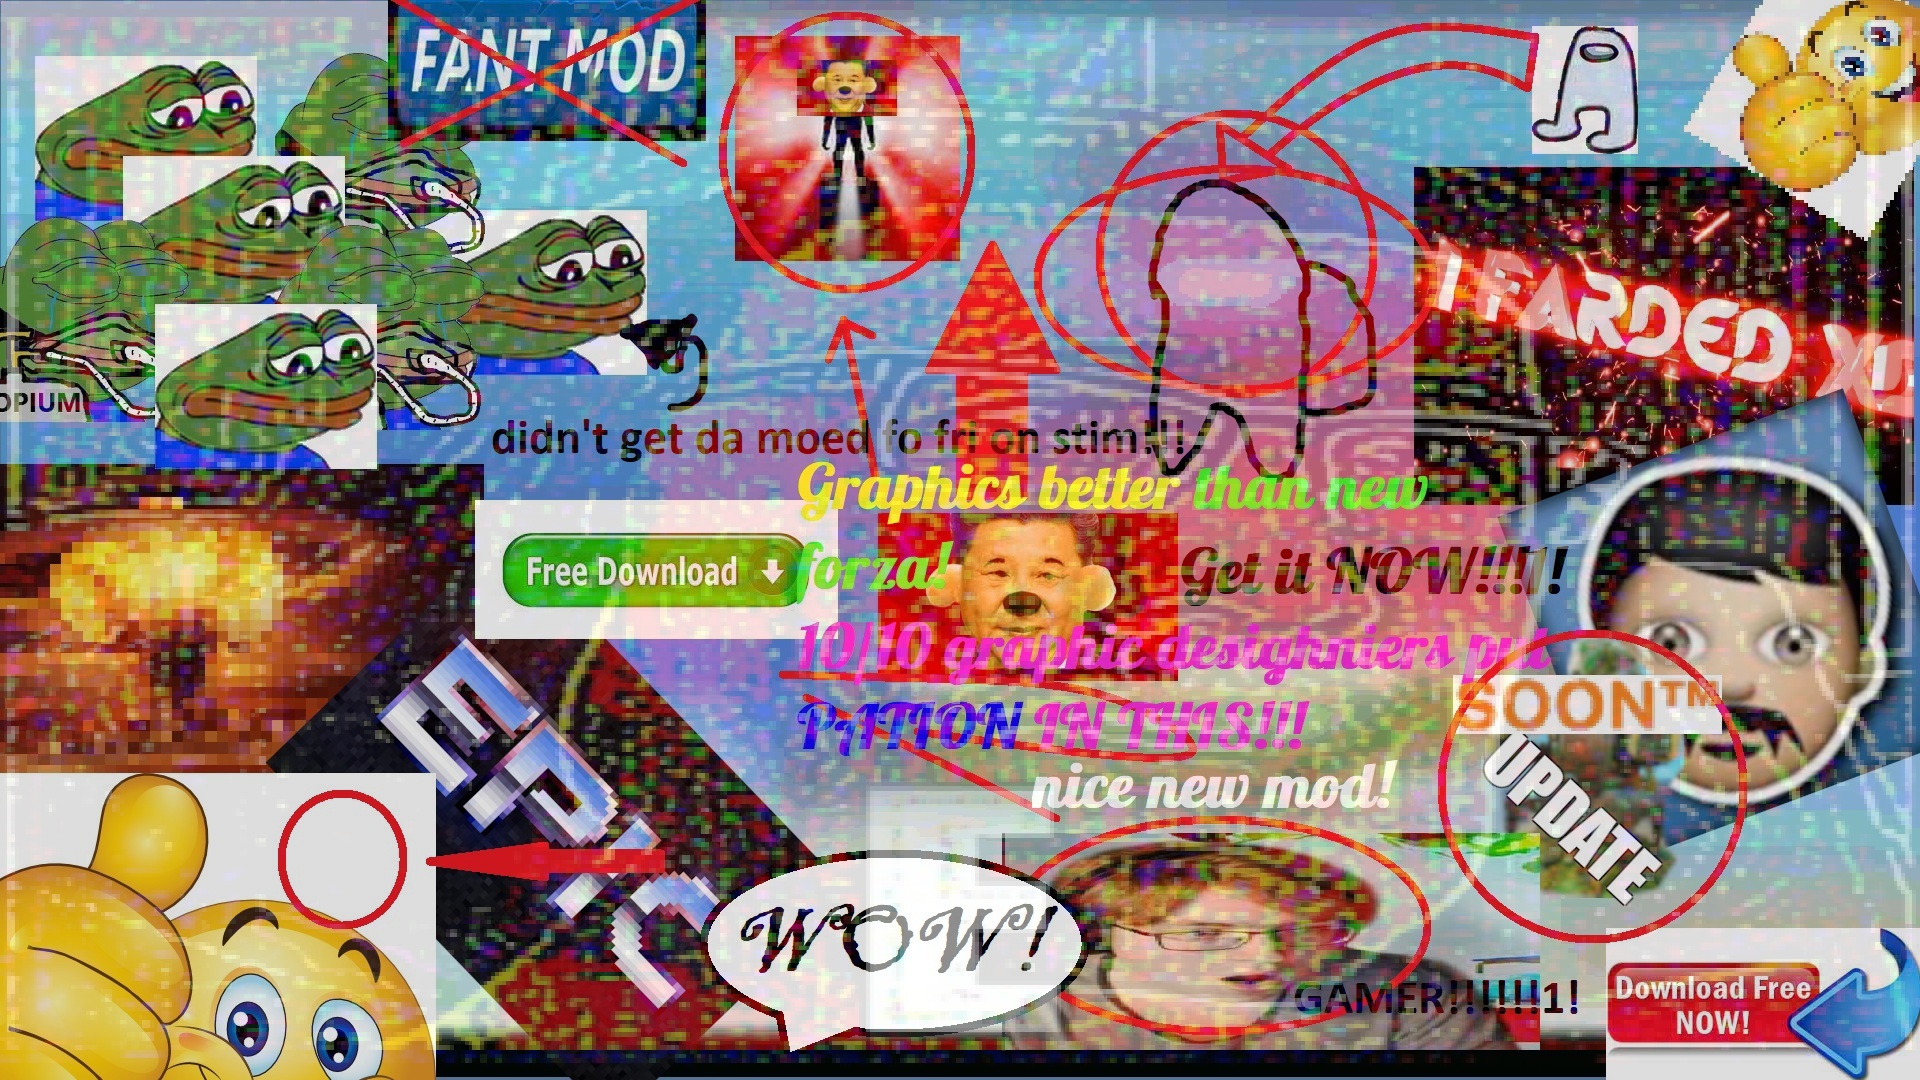 FANT MOD
I FARDED
OPIUM
didn't get da moed fo fri on stim!!!
Graphics better than new
forza!
Free Download
Get it NOW!!!1!
10/10 graphic desighniers put
PATION IN THIS!!!
SOON™
UPDATE
nice new mod!
EPIC
WOW!
GAMER!!!!!!1!
Download Free
NOW!